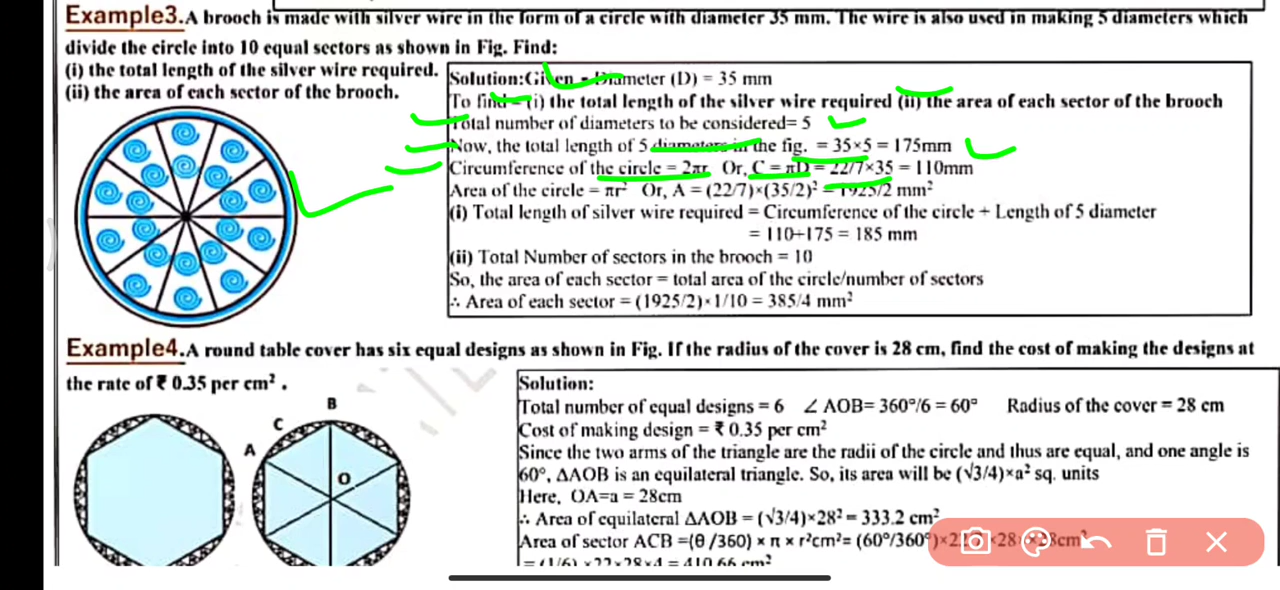 Example3.A brooch is made with silver wire in the form of a circle with diameter 35 mm. The wire is also used in making 5 diameters which
divide the circle into 10 equal sectors as shown in Fig. Find:
(i) the total length of the silver wire required.
(ii) the area of each sector of the brooch.
Solution:Given - Diameter (D) = 35 mm
To find - (i) the total length of the silver wire required (ii) the area of each sector of the brooch
Total number of diameters to be considered= 5
Now, the total length of 5 diameters in the fig. = 35×5 = 175mm
Circumference of the circle = 2πr Or, C = πD = 22/7×35 = 110mm
Area of the circle = πr² Or, A = (22/7)×(35/2)² = 1925/2 mm²
(i) Total length of silver wire required = Circumference of the circle + Length of 5 diameter
= 110+175 = 185 mm
(ii) Total Number of sectors in the brooch = 10
So, the area of each sector = total area of the circle/number of sectors
∴ Area of each sector = (1925/2)×1/10 = 385/4 mm²
Example4.A round table cover has six equal designs as shown in Fig. If the radius of the cover is 28 cm, find the cost of making the designs at
the rate of ₹ 0.35 per cm² .
B
C
A
O
Solution:
Total number of equal designs = 6 ∠ AOB= 360°/6 = 60° Radius of the cover = 28 cm
Cost of making design = ₹ 0.35 per cm²
Since the two arms of the triangle are the radii of the circle and thus are equal, and one angle is
60°, ΔAOB is an equilateral triangle. So, its area will be (√3/4)×a² sq. units
Here, OA=a = 28cm
∴ Area of equilateral ΔAOB = (√3/4)×28² = 333.2 cm²
Area of sector ACB =(θ /360) × π × r²cm²= (60°/360°)×22/7×28×28cm²
= (1/6) ×22×28×4 = 410.66 cm²